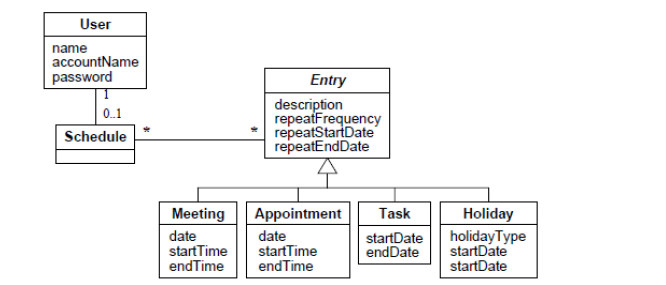 User
name
accountName
password
1
0..1
Schedule
*
*
Entry
description
repeatFrequency
repeatStartDate
repeatEndDate
Meeting
date
startTime
endTime
Appointment
date
startTime
endTime
Task
startDate
endDate
Holiday
holidayType
startDate
startDate